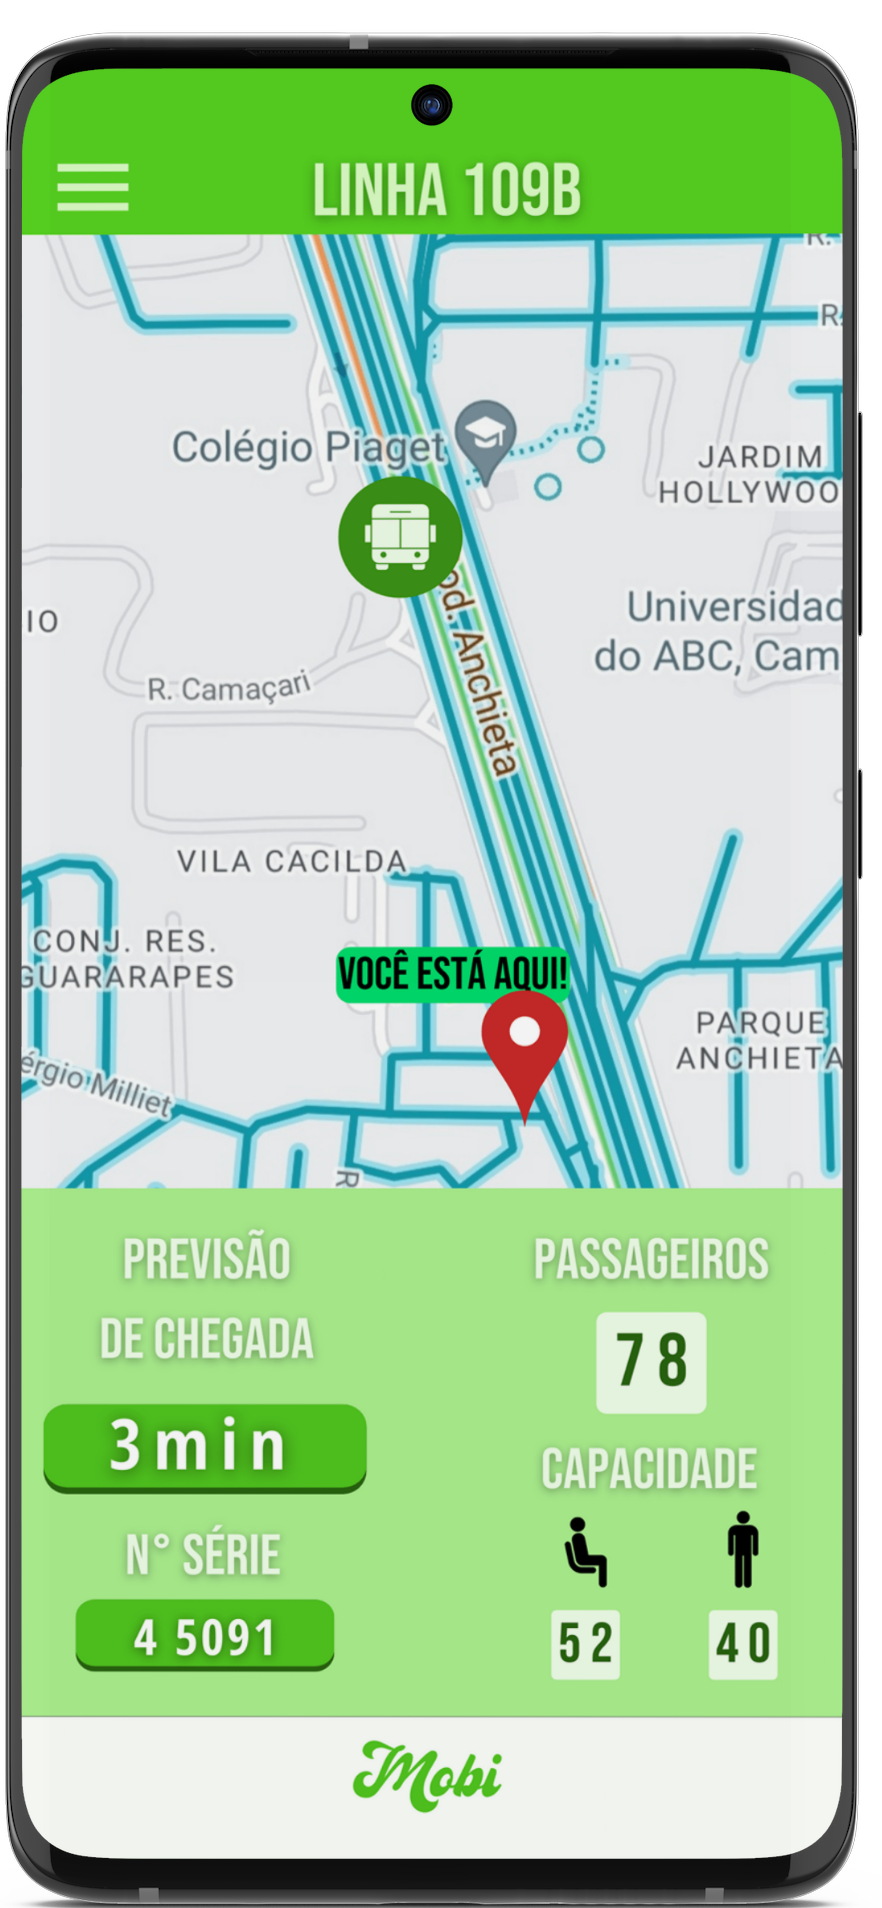 LINHA 109B
R.
R.
Colégio Piaget
JARDIM
HOLLYWOO
od. Anchieta
Universidad
do ABC, Cam
IO
R. Camaçari
VILA CACILDA
CONJ. RES.
GUARARAPES
VOCÊ ESTÁ AQUI!
PARQUE
ANCHIETA
érgio Milliet
R
PREVISÃO
DE CHEGADA
3min
N° SÉRIE
4 5091
PASSAGEIROS
78
CAPACIDADE
52 40
Mobi